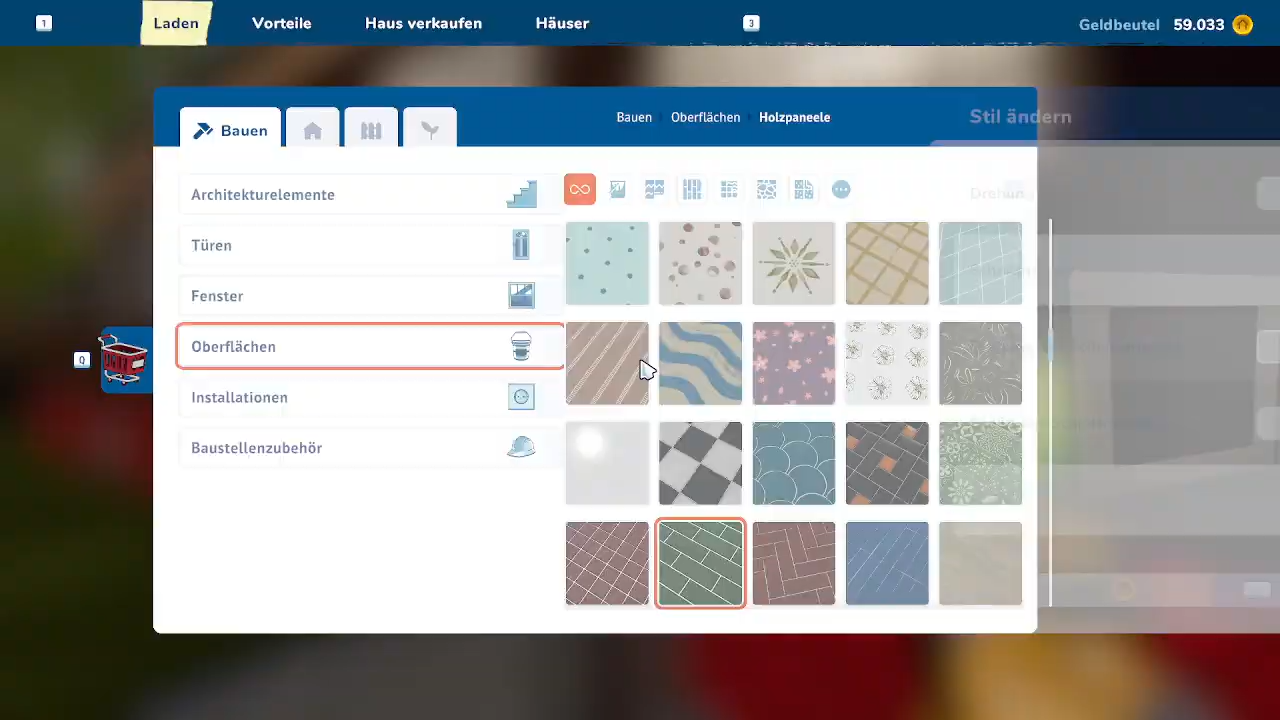 1
Laden
Vorteile
Haus verkaufen
Häuser
3
Geldbeutel 59.033
Bauen
Bauen
Oberflächen
Holzpaneele
Stil ändern
Architekturelemente
Türen
Fenster
Oberflächen
Installationen
Baustellenzubehör
Q